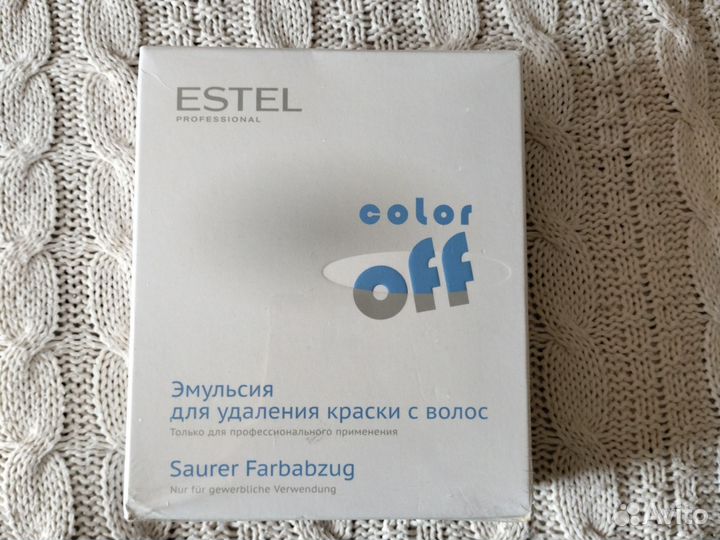 ESTEL
PROFESSIONAL
color
off
Эмульсия
для удаления краски с волос
Только для профессионального применения
Saurer Farbabzug
Nur für gewerbliche Verwendung
Avito